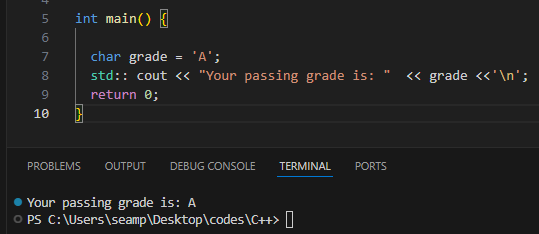 5 int main() {
6
7 char grade = 'A';
8 std:: cout << "Your passing grade is: "  << grade <<'\n';
9 return 0;
10 }
PROBLEMS OUTPUT DEBUG CONSOLE TERMINAL PORTS
Your passing grade is: A
PS C:\Users\seamp\Desktop\codes\C++>